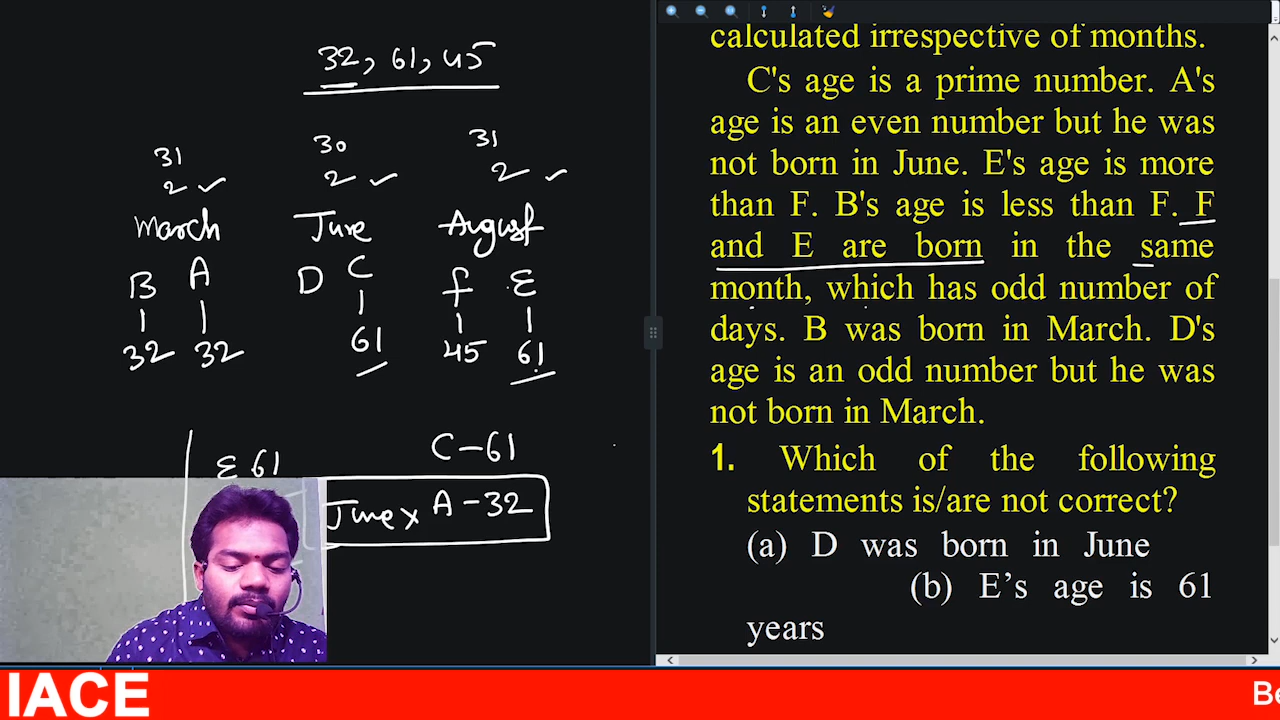 32, 61, 45
31 30 31
2 ✓ 2 ✓ 2 ✓
March June August
B A D C F E
32 32 61 45 61
E 61 C-61
June x A-32
calculated irrespective of months.
C's age is a prime number. A's
age is an even number but he was
not born in June. E's age is more
than F. B's age is less than F. F
and E are born in the same
month, which has odd number of
days. B was born in March. D's
age is an odd number but he was
not born in March.
1. Which of the following
statements is/are not correct?
(a) D was born in June
(b) E’s age is 61
years
IACE
Be